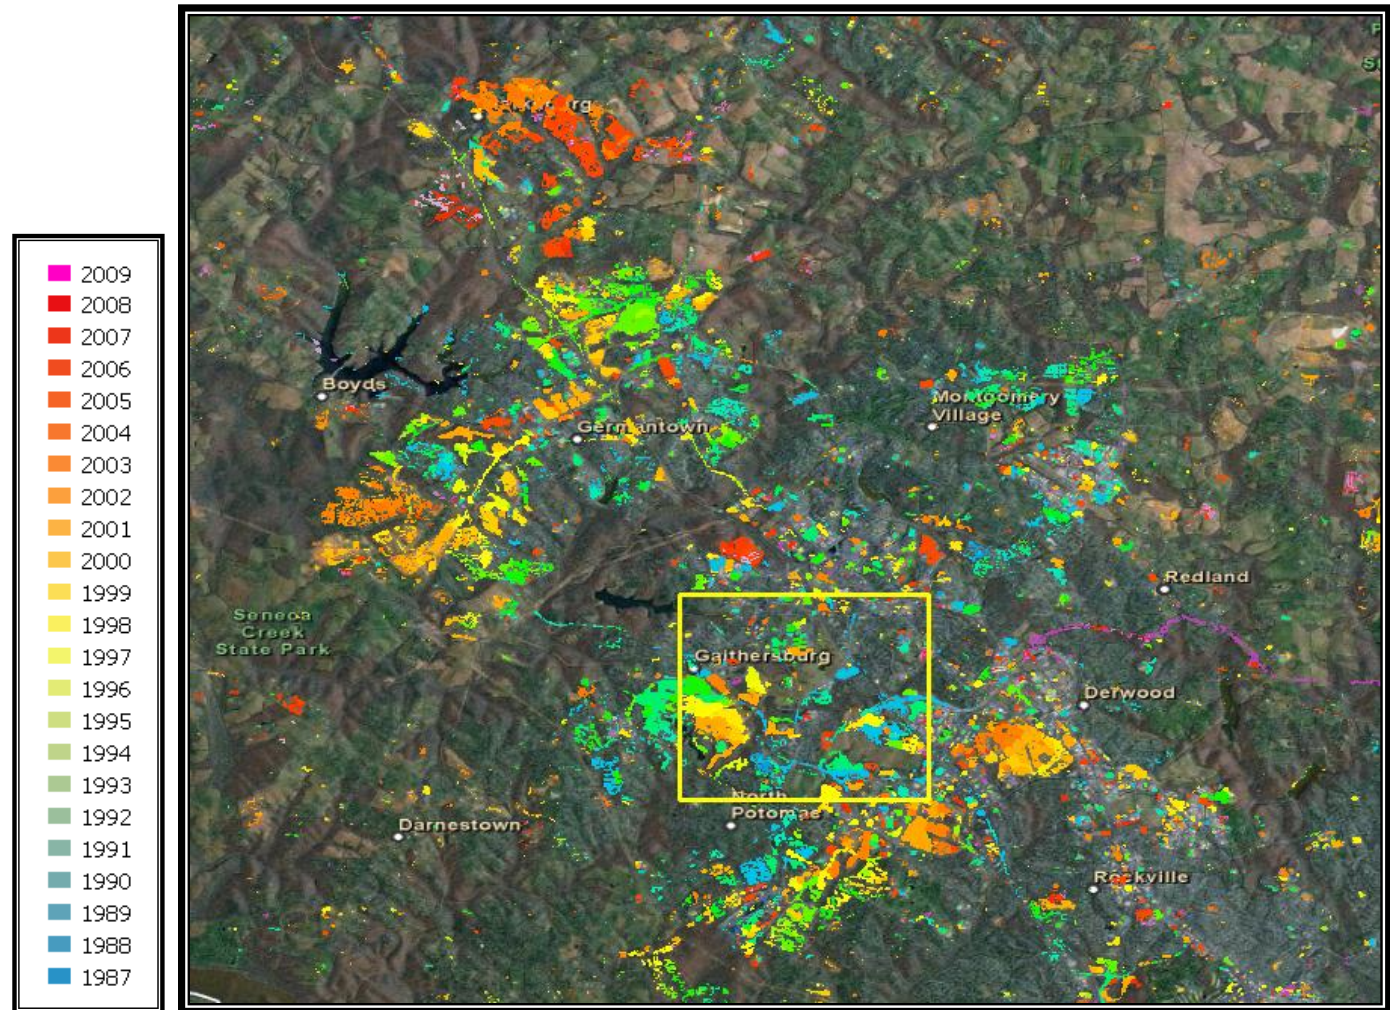 2009
2008
2007
2006
2005
2004
2003
2002
2001
2000
1999
1998
1997
1996
1995
1994
1993
1992
1991
1990
1989
1988
1987
Boyds
Germantown
Montgomery
Village
Redland
Seneca
Creek
State Park
Gaithersburg
Derwood
North
Potomac
Darnestown
Rockville